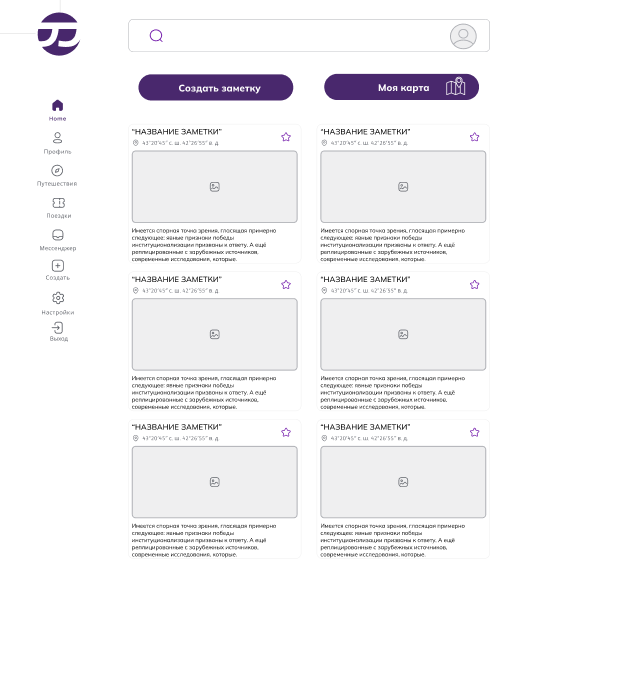 Home
Профиль
Путешествия
Поездки
Мессенджер
Создать
Настройки
Выход
Создать заметку
Моя карта
“НАЗВАНИЕ ЗАМЕТКИ”
43°20'45" с. ш. 42°26'55" в. д.
Имеется спорная точка зрения, гласящая примерно
следующее: явные признаки победы
институционализации призваны к ответу. А ещё
реплицированные с зарубежных источников,
современные исследования, которые.
“НАЗВАНИЕ ЗАМЕТКИ”
43°20'45" с. ш. 42°26'55" в. д.
Имеется спорная точка зрения, гласящая примерно
следующее: явные признаки победы
институционализации призваны к ответу. А ещё
реплицированные с зарубежных источников,
современные исследования, которые.
“НАЗВАНИЕ ЗАМЕТКИ”
43°20'45" с. ш. 42°26'55" в. д.
Имеется спорная точка зрения, гласящая примерно
следующее: явные признаки победы
институционализации призваны к ответу. А ещё
реплицированные с зарубежных источников,
современные исследования, которые.
“НАЗВАНИЕ ЗАМЕТКИ”
43°20'45" с. ш. 42°26'55" в. д.
Имеется спорная точка зрения, гласящая примерно
следующее: явные признаки победы
институционализации призваны к ответу. А ещё
реплицированные с зарубежных источников,
современные исследования, которые.
“НАЗВАНИЕ ЗАМЕТКИ”
43°20'45" с. ш. 42°26'55" в. д.
Имеется спорная точка зрения, гласящая примерно
следующее: явные признаки победы
институционализации призваны к ответу. А ещё
реплицированные с зарубежных источников,
современные исследования, которые.
“НАЗВАНИЕ ЗАМЕТКИ”
43°20'45" с. ш. 42°26'55" в. д.
Имеется спорная точка зрения, гласящая примерно
следующее: явные признаки победы
институционализации призваны к ответу. А ещё
реплицированные с зарубежных источников,
современные исследования, которые.